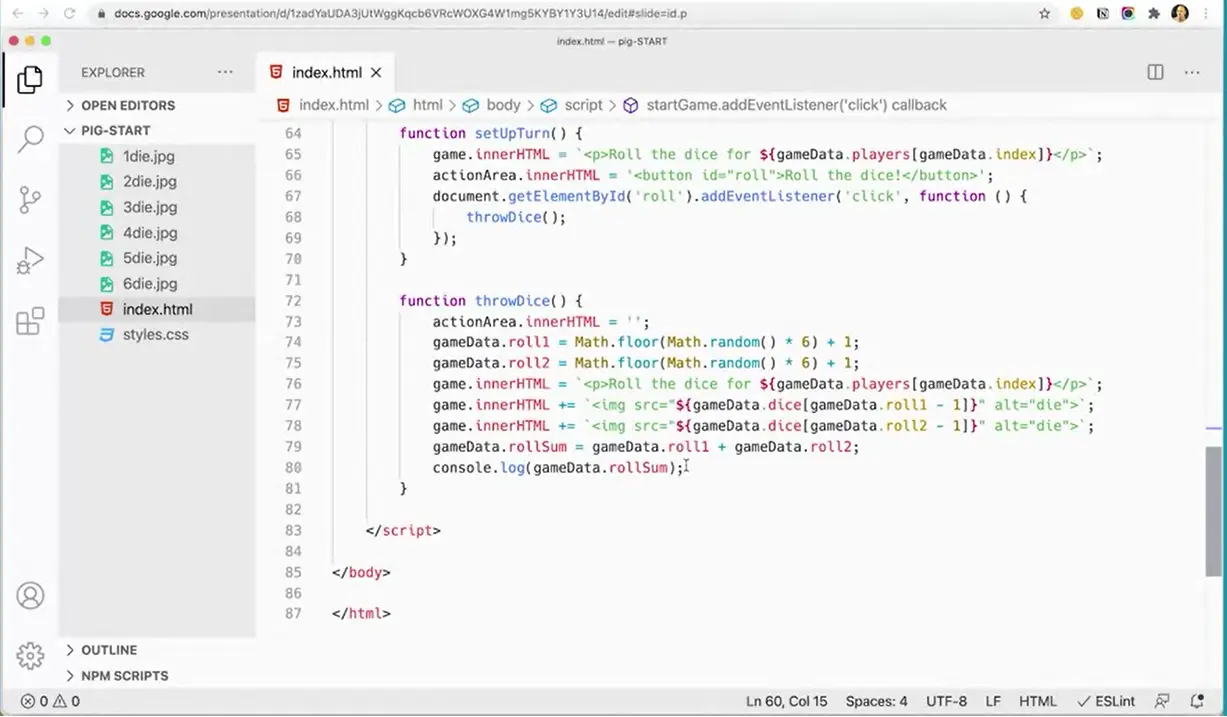 docs.google.com/presentation/d/1zadYaUDA3jUtWggKqcb6VRcWOXG4W1mg5KYBY1Y3U14/edit#slide=id.p
index.html — pig-START
EXPLORER
index.html
OPEN EDITORS
index.html > html > body > script > startGame.addEventListener('click') callback
PIG-START
1die.jpg
2die.jpg
3die.jpg
4die.jpg
5die.jpg
6die.jpg
index.html
styles.css
64 function setUpTurn() {
65 game.innerHTML = `<p>Roll the dice for ${gameData.players[gameData.index]}</p>`;
66 actionArea.innerHTML = '<button id="roll">Roll the dice!</button>';
67 document.getElementById('roll').addEventListener('click', function () {
68 throwDice();
69 });
70 }
71
72 function throwDice() {
73 actionArea.innerHTML = '';
74 gameData.roll1 = Math.floor(Math.random() * 6) + 1;
75 gameData.roll2 = Math.floor(Math.random() * 6) + 1;
76 game.innerHTML = `<p>Roll the dice for ${gameData.players[gameData.index]}</p>`;
77 game.innerHTML += `<img src="${gameData.dice[gameData.roll1 - 1]}" alt="die">`;
78 game.innerHTML += `<img src="${gameData.dice[gameData.roll2 - 1]}" alt="die">`;
79 gameData.rollSum = gameData.roll1 + gameData.roll2;
80 console.log(gameData.rollSum);
81 }
82
83 </script>
84
85 </body>
86
87 </html>
OUTLINE
NPM SCRIPTS
0 0 Ln 60, Col 15 Spaces: 4 UTF-8 LF HTML ESLint